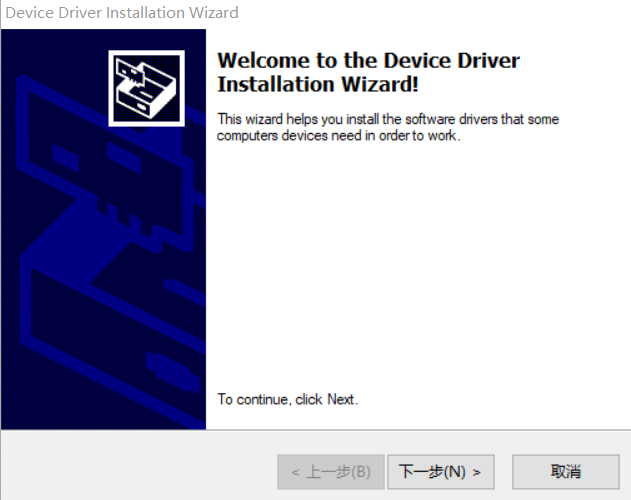 Device Driver Installation Wizard
Welcome to the Device Driver
Installation Wizard!
This wizard helps you install the software drivers that some
computers devices need in order to work.
To continue, click Next.
< 上一步(B)
下一步(N) >
取消